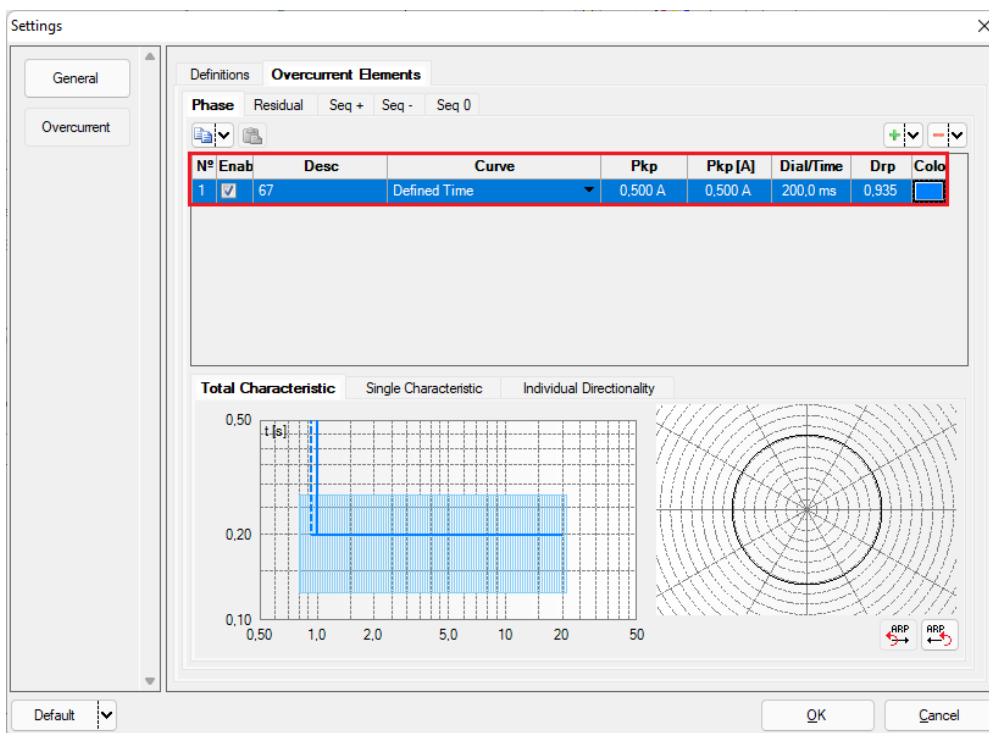 Settings
General
Overcurrent
Definitions Overcurrent Elements
Phase Residual Seq + Seq - Seq 0
Nº Enab Desc Curve Pkp Pkp [A] Dial/Time Drp Colo
1 67 Defined Time 0,500 A 0,500 A 200,0 ms 0,935
Total Characteristic Single Characteristic Individual Directionality
t [s]
0,50
0,20
0,10
0,50 1,0 2,0 5,0 10 20 50
ARP ARP
Default OK Cancel